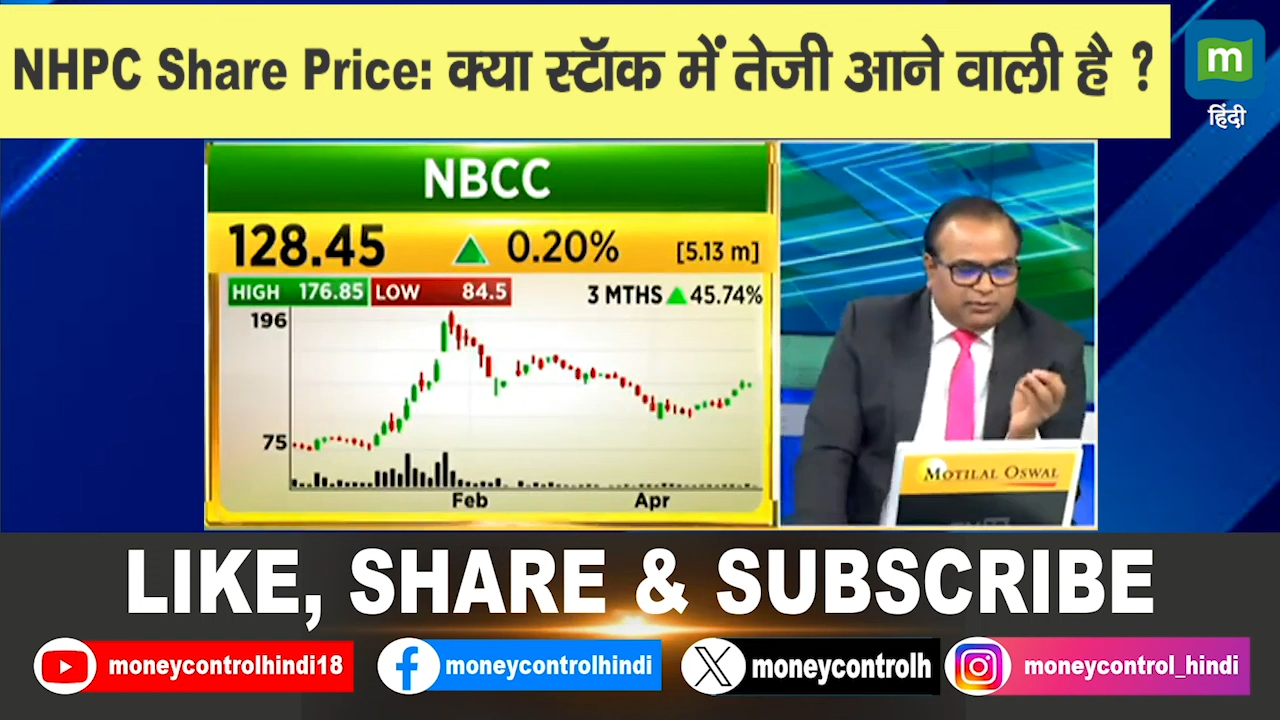 NHPC Share Price: क्या स्टॉक में तेजी आने वाली है ?
m
हिंदी
NBCC
128.45 ▲ 0.20% [5.13 m]
HIGH 176.85 LOW 84.5 3 MTHS ▲ 45.74%
196
75
Feb Apr
MOTILAL OSWAL
LIKE, SHARE & SUBSCRIBE
moneycontrolhindi18 moneycontrolhindi moneycontrolh moneycontrol_hindi